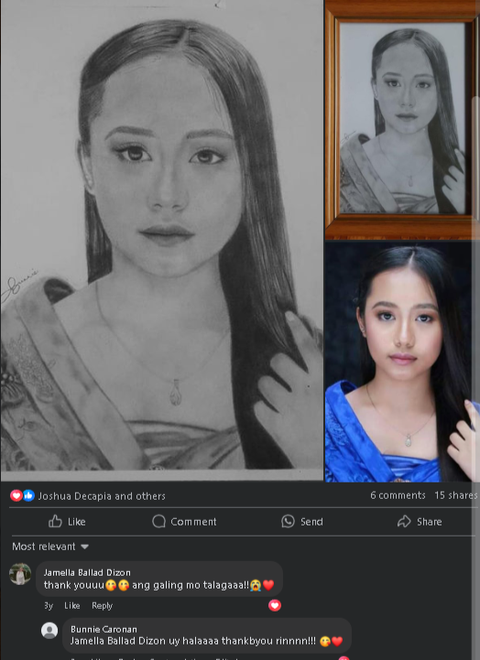 Bunnie
Joshua Decapia and others
6 comments 15 shares
Like Comment Send Share
Most relevant
Jamella Ballad Dizon
thank youuu🥰🥰 ang galing mo talagaaa!!😭❤️
3y Like Reply
Bunnie Caronan
Jamella Ballad Dizon uy halaaaa thankbyou rinnnn!!! 🥰❤️